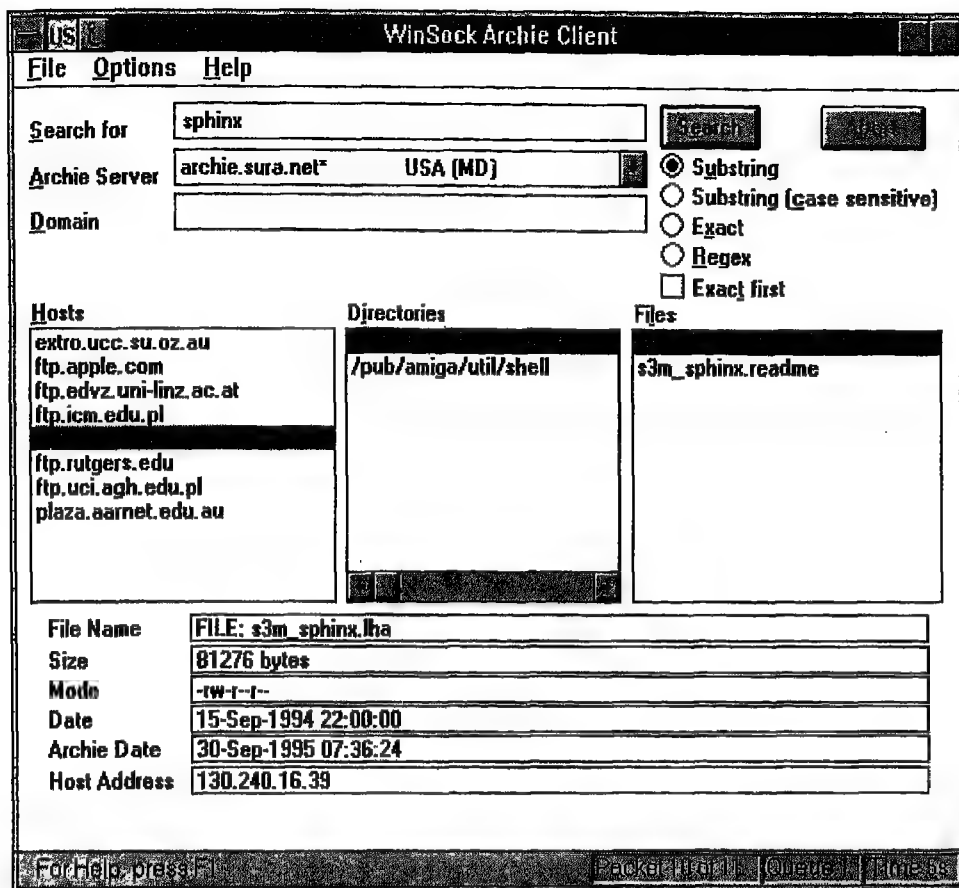 WinSock Archie Client
File Options Help
Search for sphinx Search Abort
Archie Server archie.sura.net* USA (MD)
Domain
Substring
Substring (case sensitive)
Exact
Regex
Exact first
Hosts
extro.ucc.su.oz.au
ftp.apple.com
ftp.edvz.uni-linz.ac.at
ftp.icm.edu.pl
ftp.rutgers.edu
ftp.uci.agh.edu.pl
plaza.aarnet.edu.au
Directories
/pub/amiga/util/shell
Files
s3m_sphinx.readme
File Name FILE: s3m_sphinx.lha
Size 81276 bytes
Mode -rw-r--r--
Date 15-Sep-1994 22:00:00
Archie Date 30-Sep-1995 07:36:24
Host Address 130.240.16.39
For Help, press F1 Packet of Queue Time